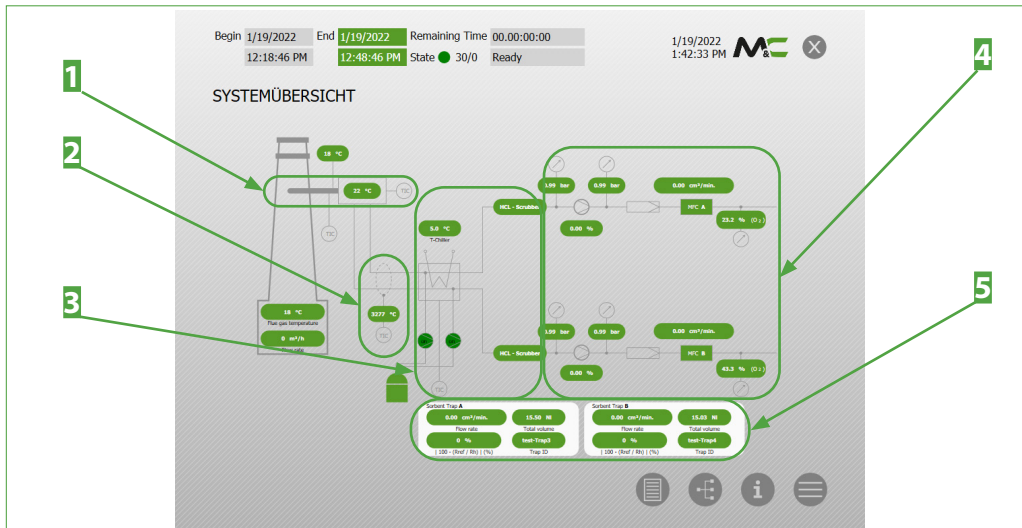 Begin 1/19/2022 End 1/19/2022 Remaining Time 00.00:00:00
12:18:46 PM 12:48:46 PM State 30/0 Ready
1/19/2022
1:42:33 PM M&C X
SYSTEMÜBERSICHT
1
2
3
4
5
18 °C
22 °C TIC
TIC
5.0 °C
T-Chiller
HCL - Scrubber
0.99 bar 0.99 bar 0.00 cm³/min.
MFC A
0.00 %
23.2 % (O₂)
3277 °C
TIC
18 °C
Flue gas temperature
0 m³/h
Flow rate
TIC
HCL - Scrubber
0.99 bar 0.99 bar 0.00 cm³/min.
MFC B
0.00 %
43.3 % (O₂)
Sorbent Trap A
0.00 cm³/min. 15.50 Nl
Flow rate Total volume
0 % test-Trap3
| 100 - (Rref / Rh) | (%) Trap ID
Sorbent Trap B
0.00 cm³/min. 15.03 Nl
Flow rate Total volume
0 % test-Trap4
| 100 - (Rref / Rh) | (%) Trap ID
i